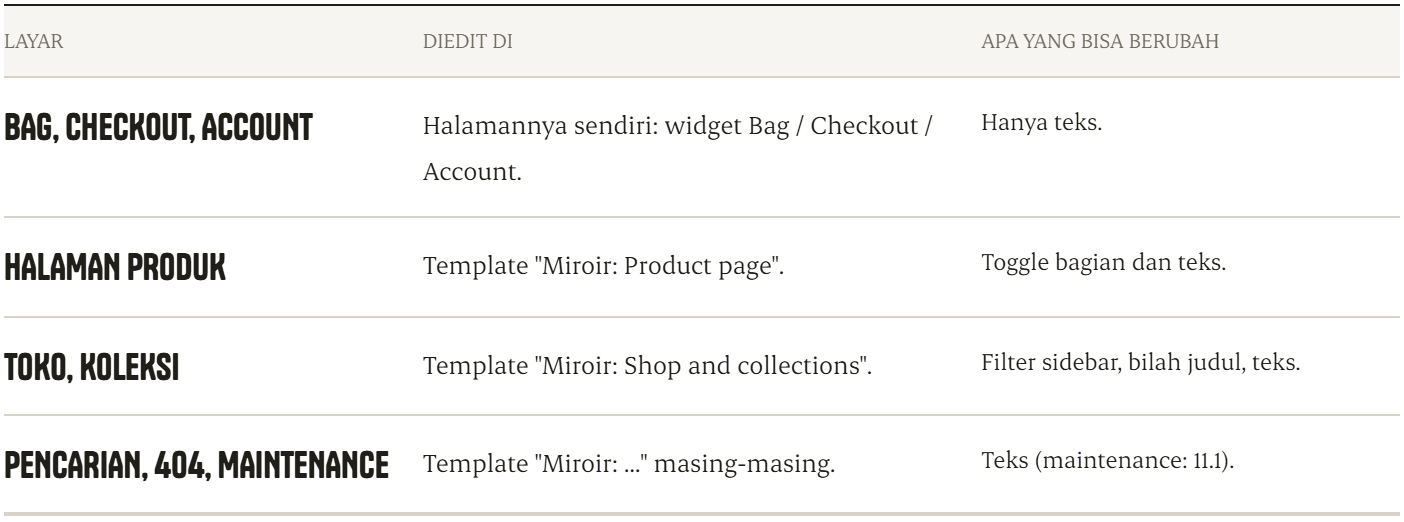 LAYAR DIEDIT DI APA YANG BISA BERUBAH
BAG, CHECKOUT, ACCOUNT Halamannya sendiri: widget Bag / Checkout / Hanya teks.
Account.
HALAMAN PRODUK Template "Miroir: Product page". Toggle bagian dan teks.
TOKO, KOLEKSI Template "Miroir: Shop and collections". Filter sidebar, bilah judul, teks.
PENCARIAN, 404, MAINTENANCE Template "Miroir: ..." masing-masing. Teks (maintenance: 11.1).